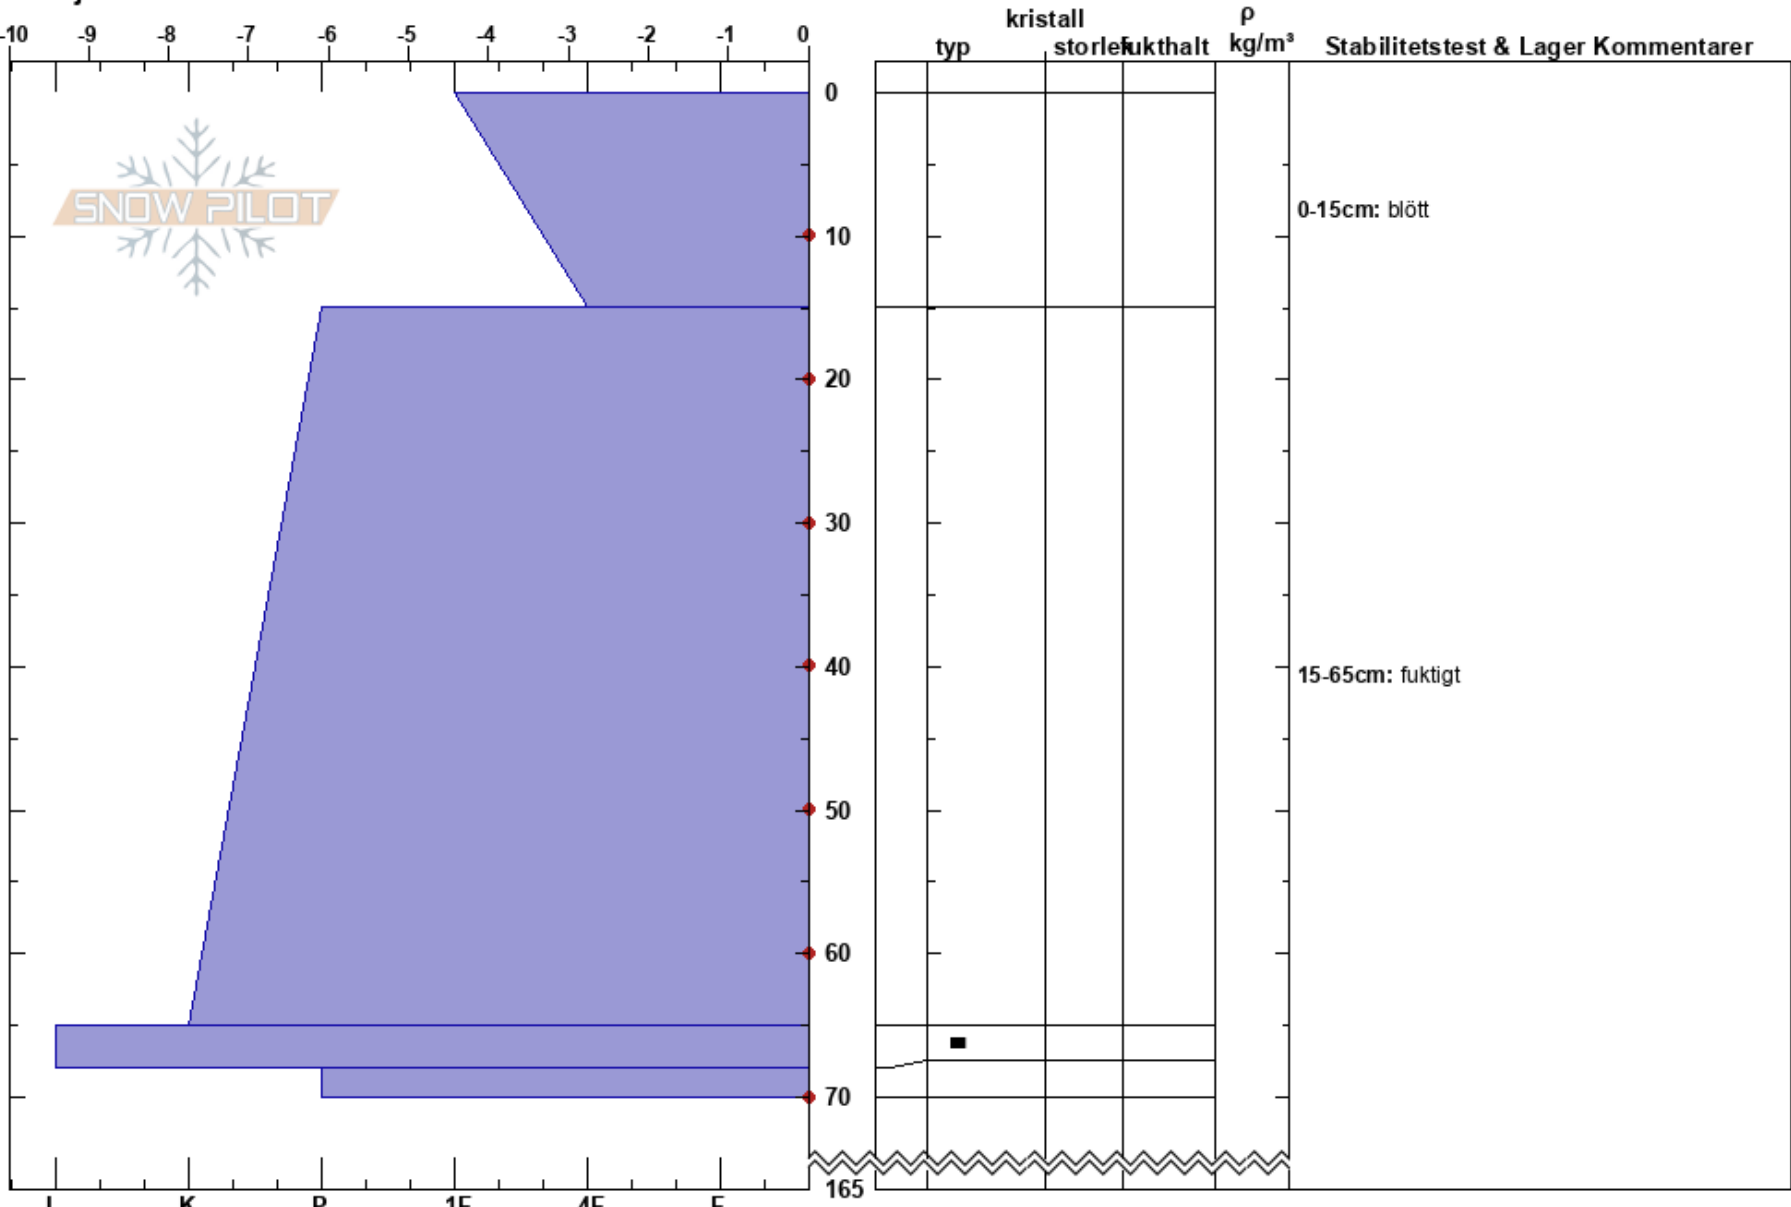 kristall ρ
-10 -9 -8 -7 -6 -5 -4 -3 -2 -1 0
typ storlek fukthalt kg/m³ Stabilitetstest & Lager Kommentarer
0
SNOW PILOT
0-15cm: blött
10
20
30
40
15-65cm: fuktigt
50
60
70
165
I K P 1F 4F F